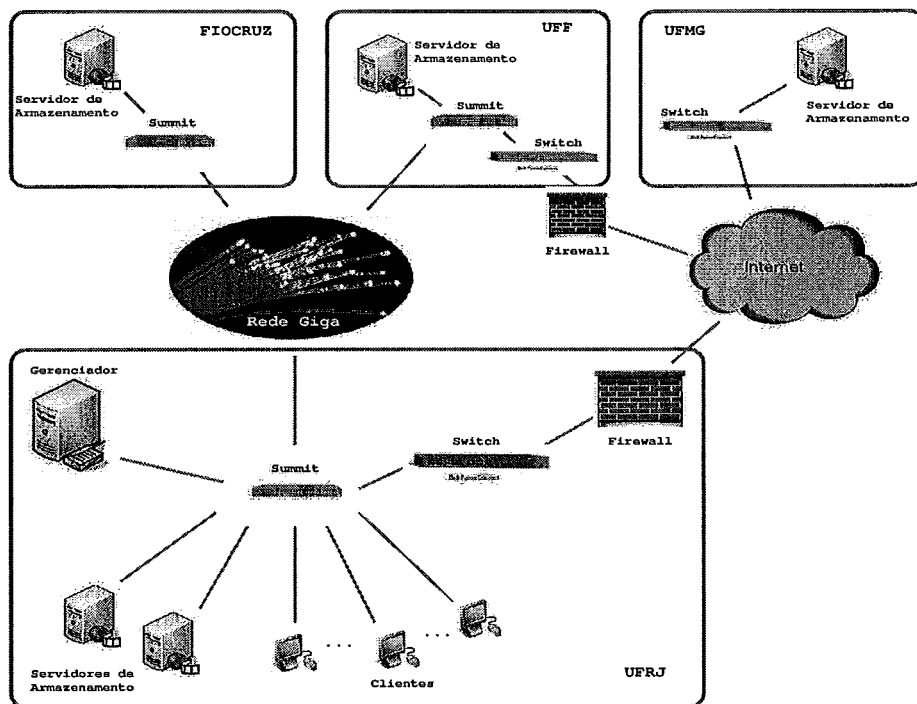 FIOCRUZ
Servidor de
Armazenamento
Summit
UFF
Servidor de
Armazenamento
Summit
Switch
UFMG
Switch
Servidor de
Armazenamento
Firewall
Internet
Rede Giga
Gerenciador
Summit
Switch
Firewall
Servidores de
Armazenamento
...
...
Clientes
UFRJ